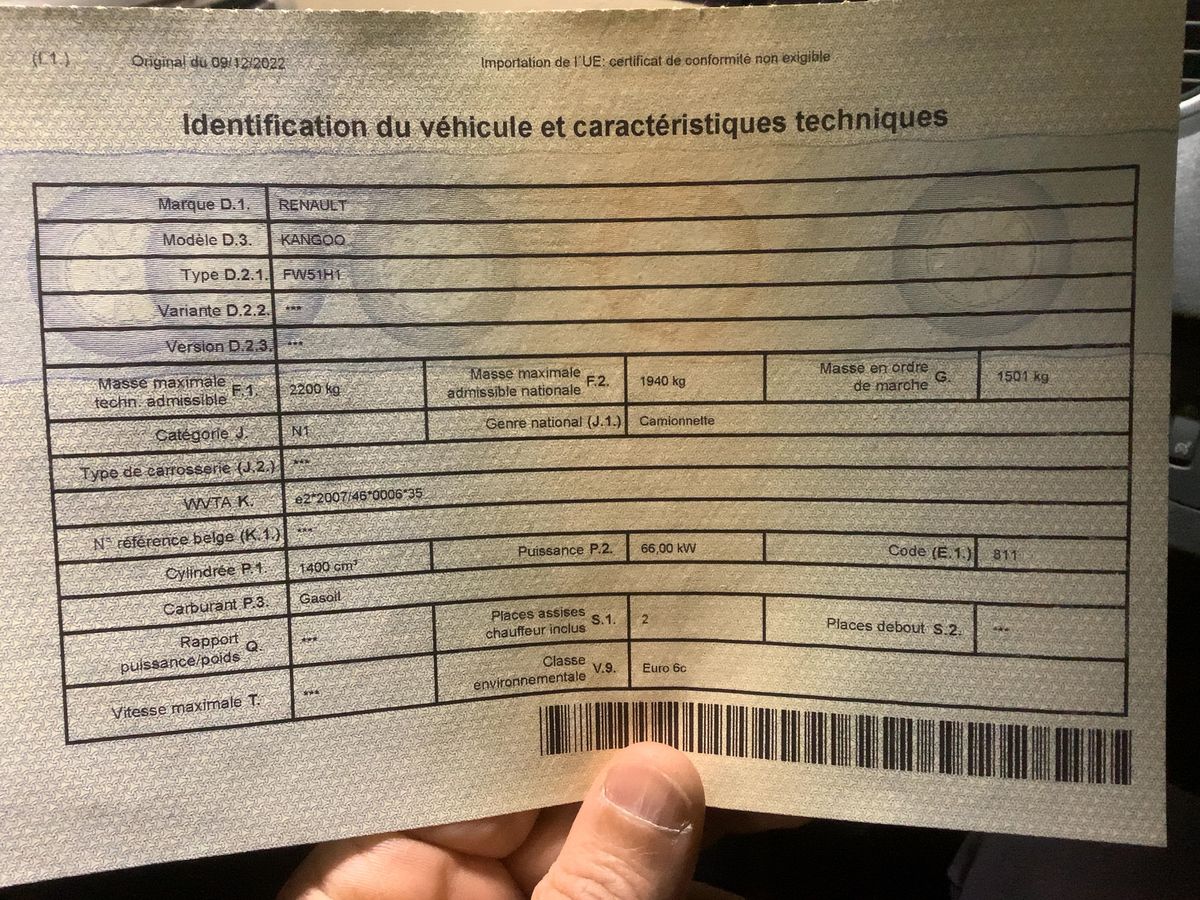 (L1.) Original du 09/12/2022 Importation de l'UE: certificat de conformité non exigible
Identification du véhicule et caractéristiques techniques
Marque D.1. RENAULT
Modèle D.3. KANGOO
Type D.2.1. FW51H1
Variante D.2.2. ***
Version D.2.3. ***
Masse maximale
techn. admissible F.1. 2200 kg
Masse maximale
admissible nationale F.2. 1940 kg
Masse en ordre
de marche G. 1501 kg
Catégorie J. N1 Genre national (J.1.) Camionnette
Type de carrosserie (J.2.) ***
WVTA K. e2*2007/46*0006*35
N° référence belge (K.1.) ***
Cylindrée P.1. 1400 cm³ Puissance P.2. 66,00 kW Code (E.1.) 811
Carburant P.3. Gasoil
Rapport
puissance/poids Q. ***
Places assises
chauffeur inclus S.1. 2
Places debout S.2. ***
Vitesse maximale T. ***
Classe
environnementale V.9. Euro 6c